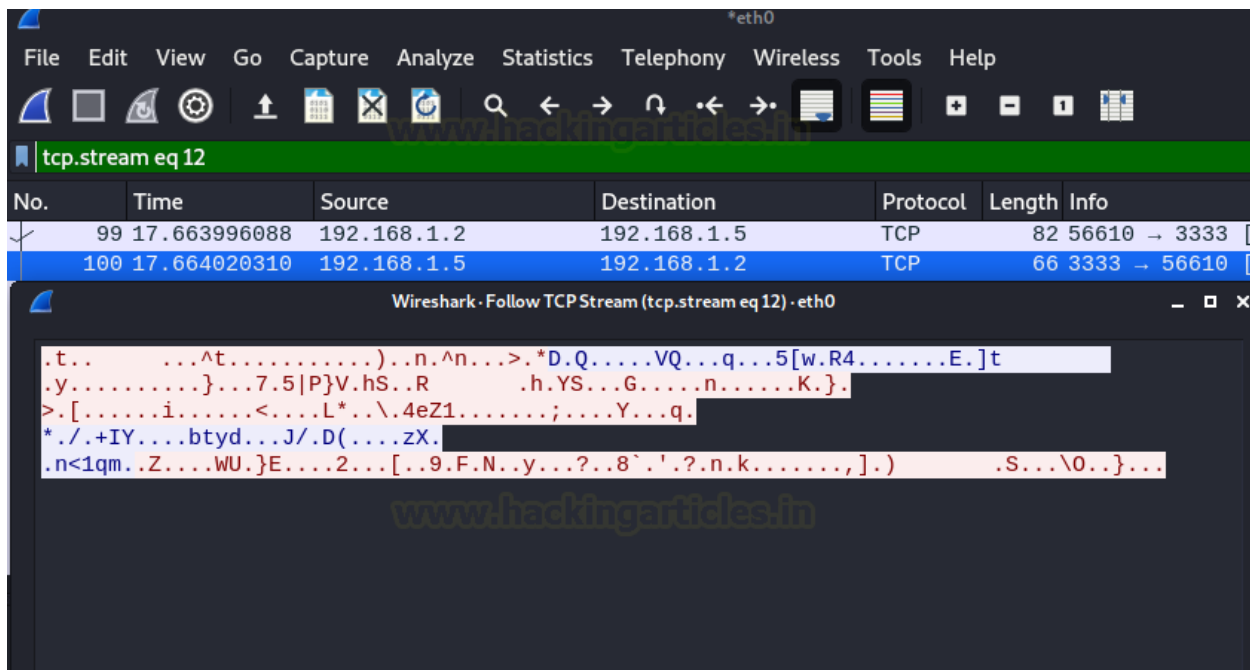 *eth0
File Edit View Go Capture Analyze Statistics Telephony Wireless Tools Help
www.hackingarticles.in
tcp.stream eq 12
No. Time Source Destination Protocol Length Info
99 17.663996088 192.168.1.2 192.168.1.5 TCP 82 56610 → 3333 [
100 17.664020310 192.168.1.5 192.168.1.2 TCP 66 3333 → 56610 [
Wireshark · Follow TCP Stream (tcp.stream eq 12) · eth0
.t.. ...^t...........)..n.^n...>.*D.Q.....VQ...q...5[w.R4.......E.]t
.y..........}...7.5|P}V.hS..R .h.YS...G.....n......K.}.
>.[......i......<....L*..\.4eZ1.......;....Y...q.
*./.+IY....btyd...J/.D(....zX.
.n<1qm..Z....WU.}E....2...[..9.F.N..y...?..8`.'.?.n.k.......,].) .S...\O..}...
www.hackingarticles.in